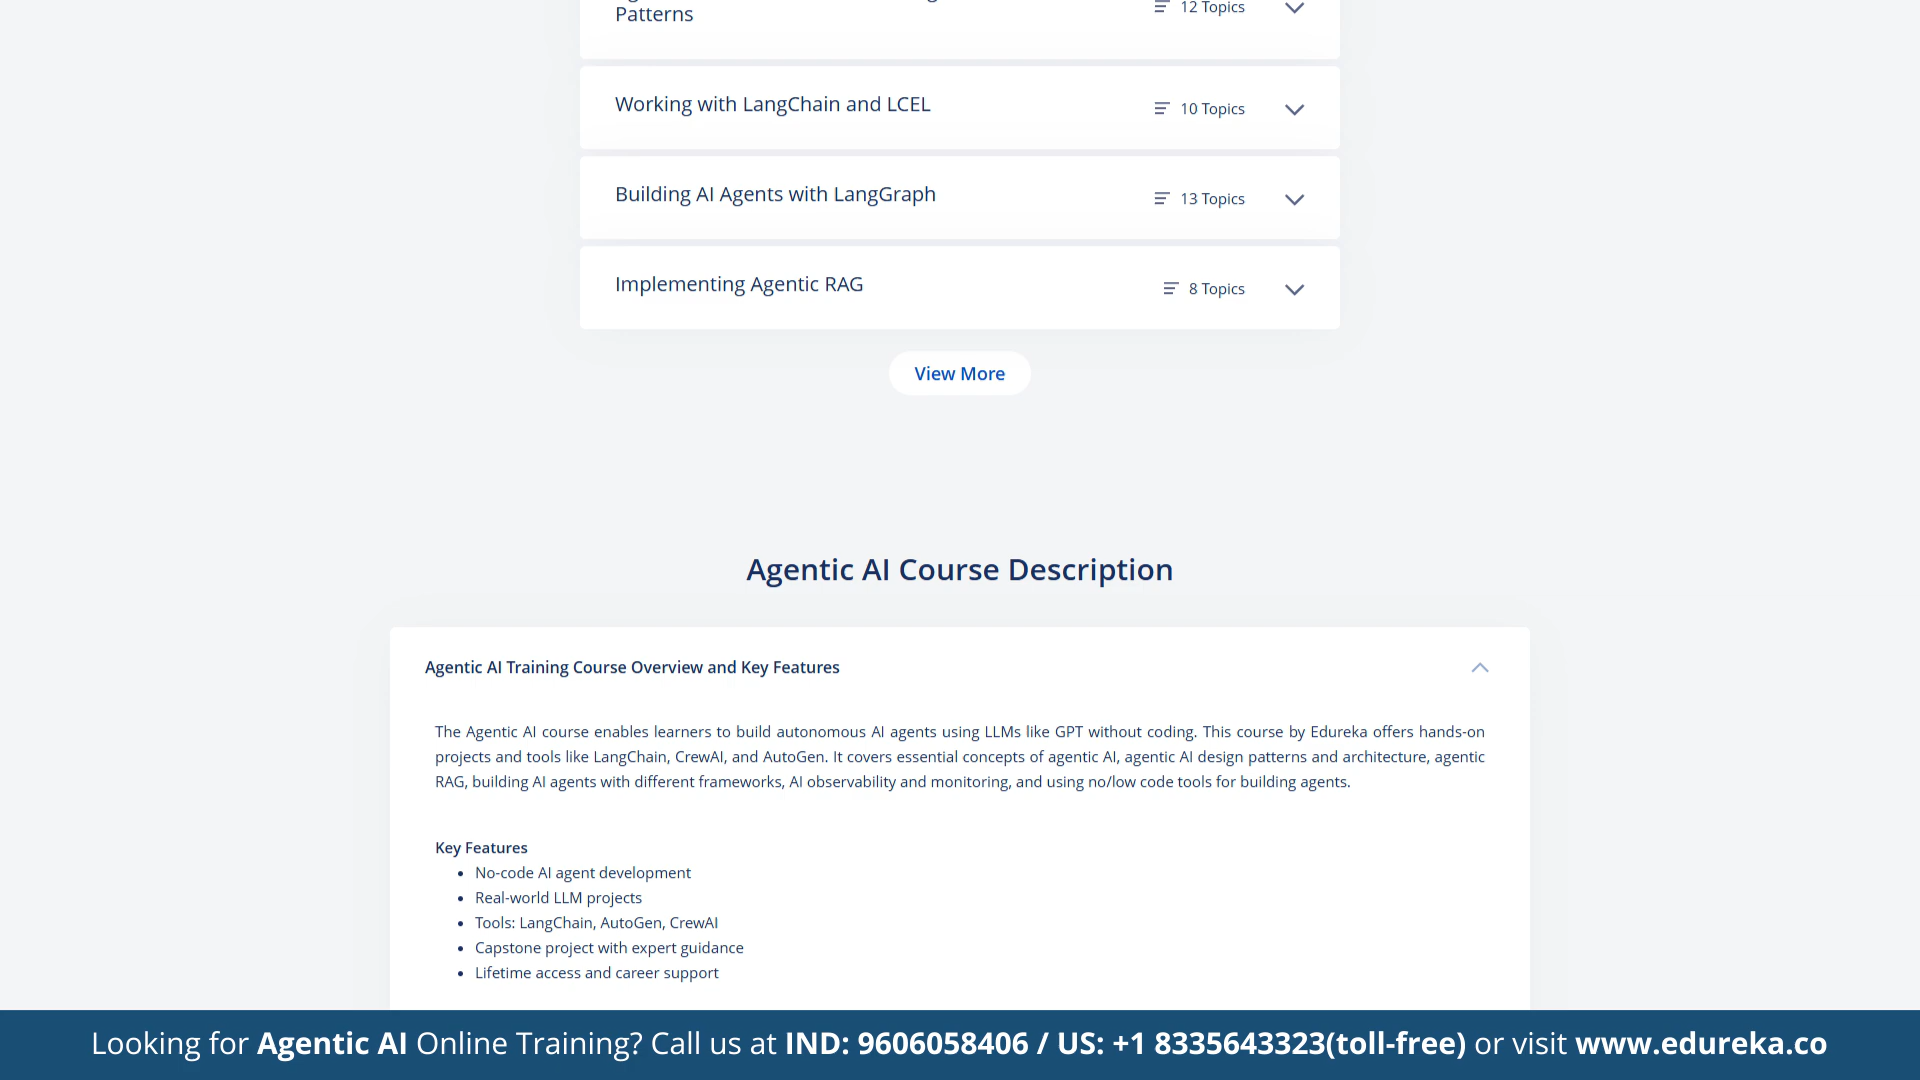 Patterns
12 Topics
Working with LangChain and LCEL
10 Topics
Building AI Agents with LangGraph
13 Topics
Implementing Agentic RAG
8 Topics
View More
Agentic AI Course Description
Agentic AI Training Course Overview and Key Features
The Agentic AI course enables learners to build autonomous AI agents using LLMs like GPT without coding. This course by Edureka offers hands-on
projects and tools like LangChain, CrewAI, and AutoGen. It covers essential concepts of agentic AI, agentic AI design patterns and architecture, agentic
RAG, building AI agents with different frameworks, AI observability and monitoring, and using no/low code tools for building agents.
Key Features
• No-code AI agent development
• Real-world LLM projects
• Tools: LangChain, AutoGen, CrewAI
• Capstone project with expert guidance
• Lifetime access and career support
Looking for Agentic AI Online Training? Call us at IND: 9606058406 / US: +1 8335643323(toll-free) or visit www.edureka.co